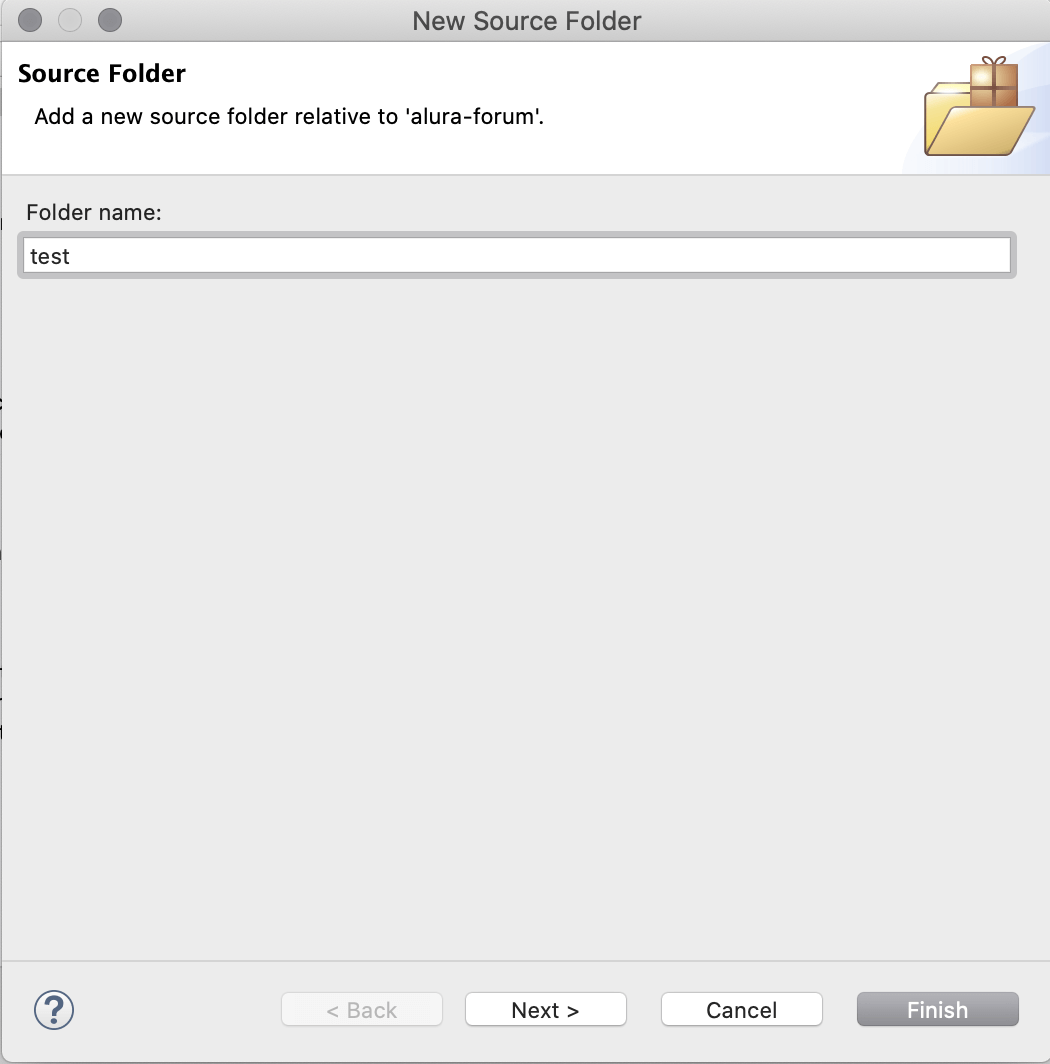 New Source Folder
Source Folder
Add a new source folder relative to 'alura-forum'.
Folder name:
test
?
< Back
Next >
Cancel
Finish